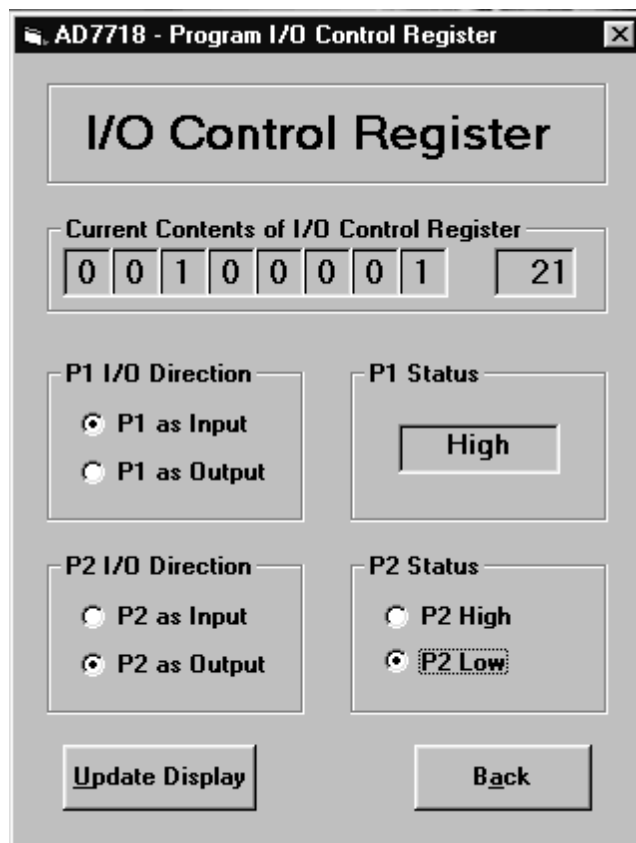 AD7718 - Program I/O Control Register
I/O Control Register
Current Contents of I/O Control Register
0 0 1 0 0 0 0 1 21
P1 I/O Direction
P1 as Input
P1 as Output
P1 Status
High
P2 I/O Direction
P2 as Input
P2 as Output
P2 Status
P2 High
P2 Low
Update Display
Back